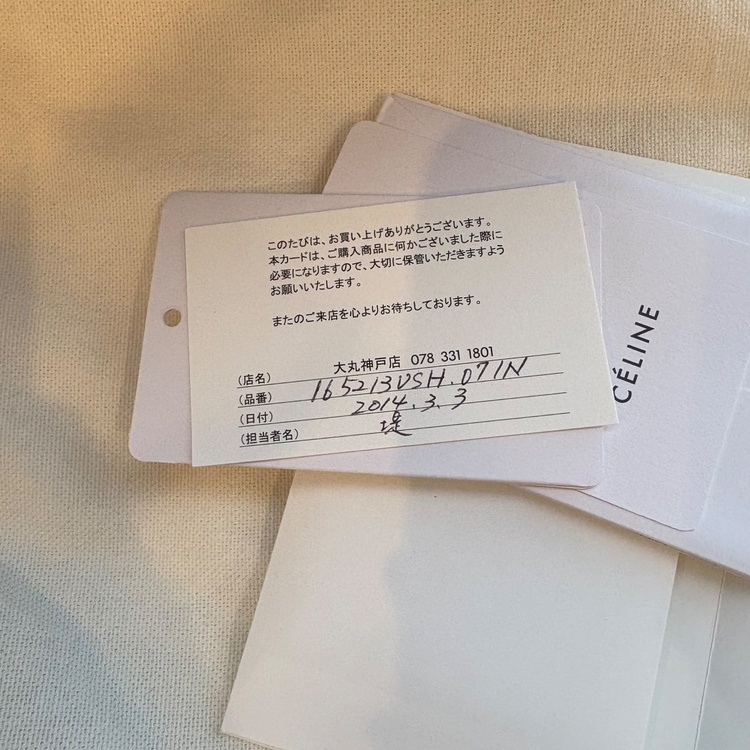 このたびは、お買い上げありがとうございます。
本カードは、ご購入商品に何かございました際に
必要になりますので、大切に保管いただきますよう
お願いいたします。
またのご来店を心よりお待ちしております。
(店名) 大丸神戸店 078 331 1801
(品番) 165213VSH.071N
(日付) 2014.3.3
(担当者名) 堤
CÉLINE